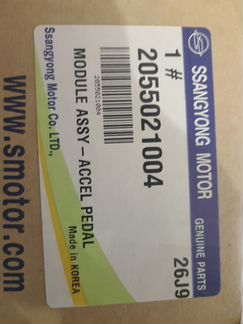 SSANGYONG MOTOR
GENUINE PARTS
1 #
26J9
2055021004
2055021004
MODULE ASSY-ACCEL PEDAL
Made in KOREA
Ssangyong Motor Co. LTD.,
www.smotor.com